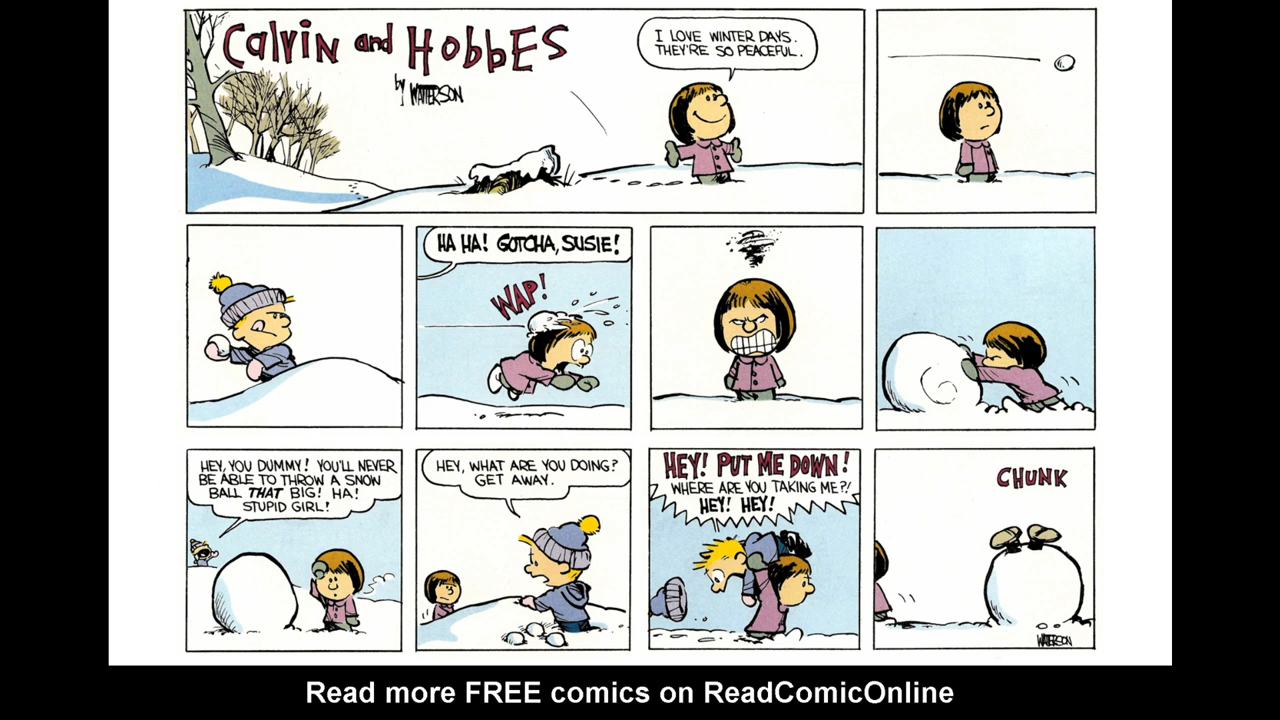 Calvin and HobbEs
by WATTERSON
I LOVE WINTER DAYS.
THEY'RE SO PEACEFUL.
HA HA! GOTCHA, SUSIE!
WAP!
HEY, YOU DUMMY! YOU'LL NEVER
BE ABLE TO THROW A SNOW
BALL THAT BIG! HA!
STUPID GIRL!
HEY, WHAT ARE YOU DOING?
GET AWAY.
HEY! PUT ME DOWN!
WHERE ARE YOU TAKING ME?!
HEY! HEY!
CHUNK
WATTERSON
Read more FREE comics on ReadComicOnline